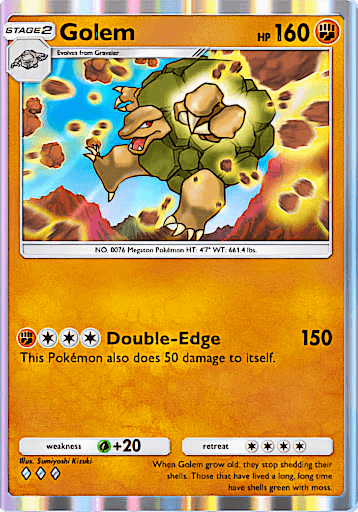 STAGE2 Golem HP 160
Evolves from Graveler
NO. 0076 Megaton Pokémon HT: 4'7" WT: 661.4 lbs.
Double-Edge 150
This Pokémon also does 50 damage to itself.
weakness +20 retreat
Illus. Sumiyoshi Kizuki
When Golem grow old, they stop shedding their
shells. Those that have lived a long, long time
have shells green with moss.